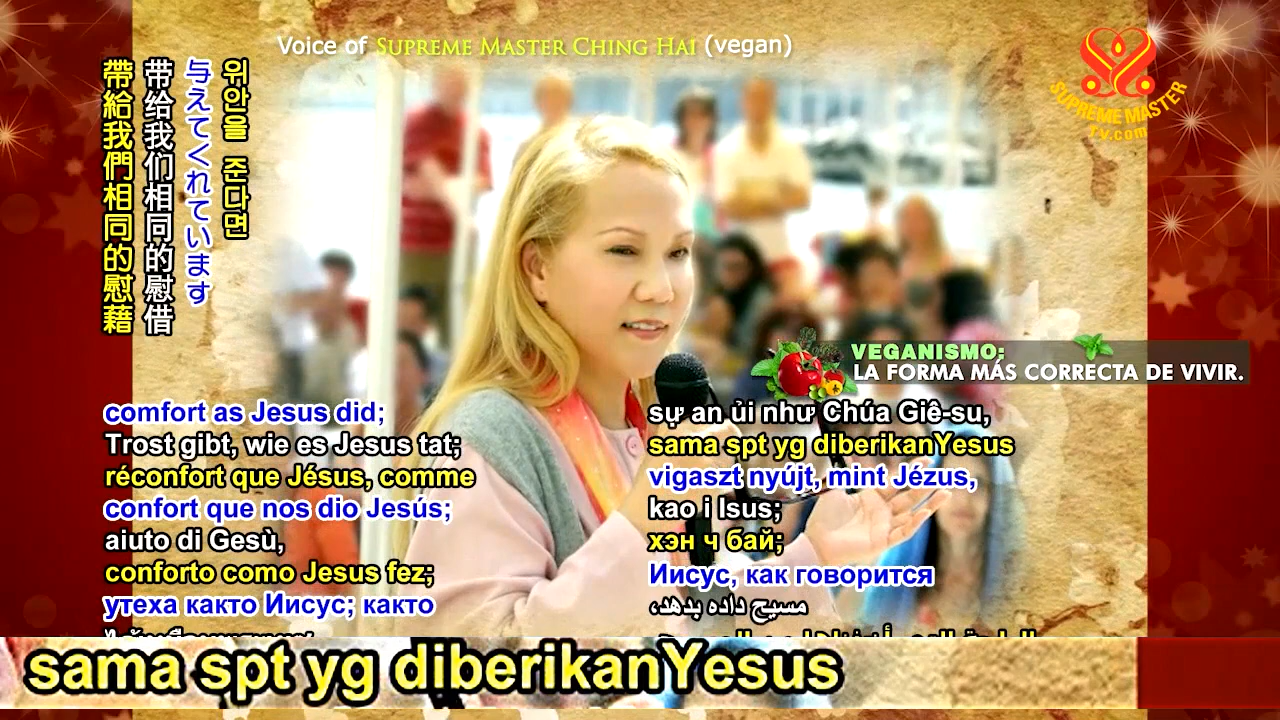 Voice of SUPREME MASTER CHING HAI (vegan)
SUPREME MASTER
TV.com
위안을 준다면
与えてくれています
带给我们相同的慰借
帶給我們相同的慰藉
VEGANISMO:
LA FORMA MÁS CORRECTA DE VIVIR.
comfort as Jesus did;
Trost gibt, wie es Jesus tat;
réconfort que Jésus, comme
confort que nos dio Jesús;
aiuto di Gesù,
conforto como Jesus fez;
утеха както Иисус; както
sự an ủi như Chúa Giê-su,
sama spt yg diberikanYesus
vigaszt nyújt, mint Jézus,
kao i Isus;
хэн ч бай;
Иисус, как говорится
مسیح داده بدهد،
sama spt yg diberikanYesus